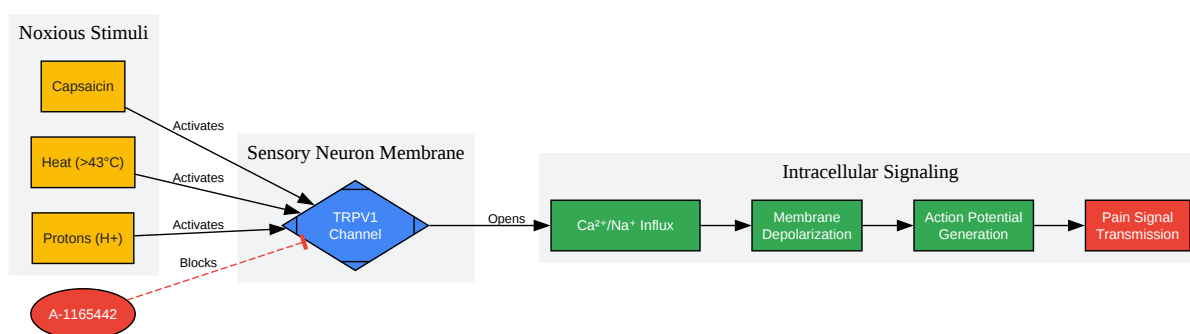 Noxious Stimuli
Capsaicin
Heat (>43°C)
Protons (H+)
A-1165442
Activates
Activates
Activates
Blocks
Sensory Neuron Membrane
TRPV1
Channel
Opens
Intracellular Signaling
Ca²⁺/Na⁺ Influx
Membrane
Depolarization
Action Potential
Generation
Pain Signal
Transmission